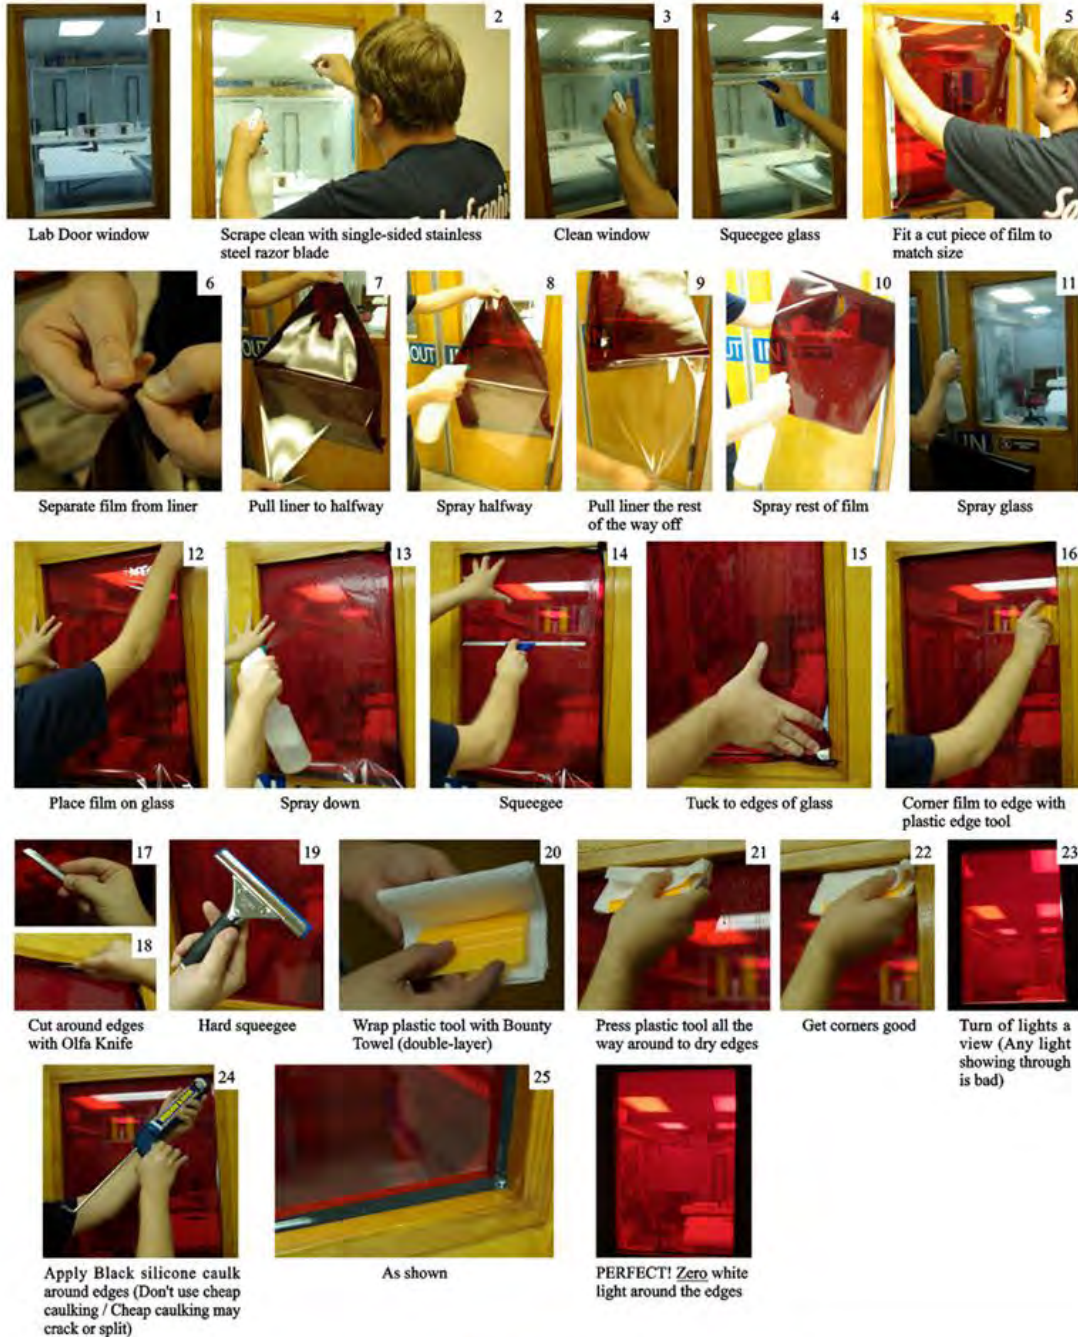 1
2
3
4
5
Lab Door window
Scrape clean with single-sided stainless
steel razor blade
Clean window
Squeegee glass
Fit a cut piece of film to
match size
6
7
8
9
10
11
OUT
OUT
IN
UT
IN
IN
Separate film from liner
Pull liner to halfway
Spray halfway
Pull liner the rest
of the way off
Spray rest of film
Spray glass
12
13
14
15
16
Place film on glass
Spray down
Squeegee
Tuck to edges of glass
Corner film to edge with
plastic edge tool
17
18
19
20
21
22
23
Cut around edges
with Olfa Knife
Hard squeegee
Wrap plastic tool with Bounty
Towel (double-layer)
Press plastic tool all the
way around to dry edges
Get corners good
Turn of lights a
view (Any light
showing through
is bad)
24
25
Apply Black silicone caulk
around edges (Don't use cheap
caulking / Cheap caulking may
crack or split)
As shown
PERFECT! Zero white
light around the edges